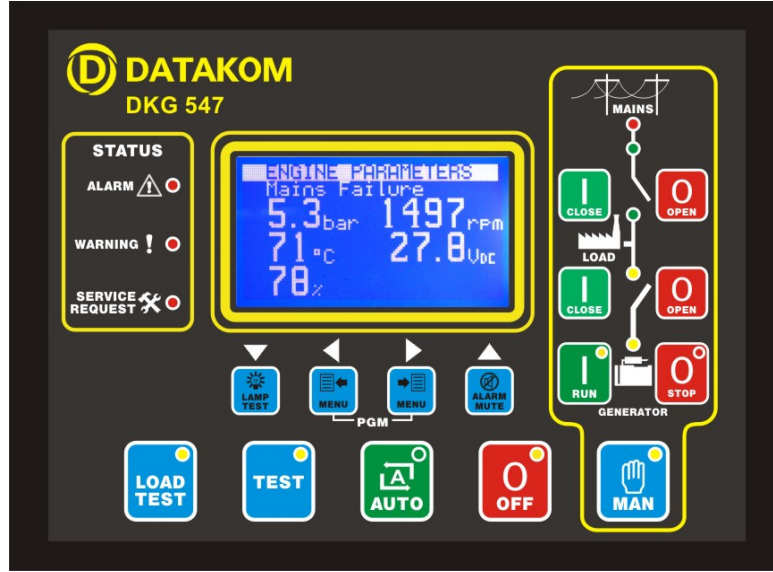 DATAKOM
DKG 547
STATUS
ALARM
WARNING !
SERVICE
REQUEST
ENGINE PARAMETERS
Mains Failure
5.3bar 1497rpm
71°C 27.8VDC
78%
LAMP
TEST
MENU
MENU
ALARM
MUTE
PGM
LOAD
TEST
TEST
A
AUTO
O
OFF
MAN
MAINS
I
CLOSE
O
OPEN
LOAD
I
CLOSE
O
OPEN
I
RUN
O
STOP
GENERATOR